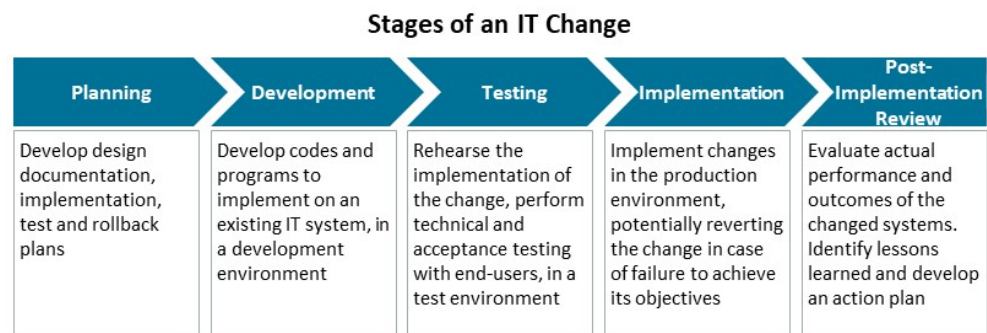 Stages of an IT Change
Planning
Development
Testing
Implementation
Post-
Implementation
Review
Develop design
documentation,
implementation,
test and rollback
plans
Develop codes and
programs to
implement on an
existing IT system, in
a development
environment
Rehearse the
implementation of
the change, perform
technical and
acceptance testing
with end-users, in a
test environment
Implement changes
in the production
environment,
potentially reverting
the change in case
of failure to achieve
its objectives
Evaluate actual
performance and
outcomes of the
changed systems.
Identify lessons
learned and develop
an action plan